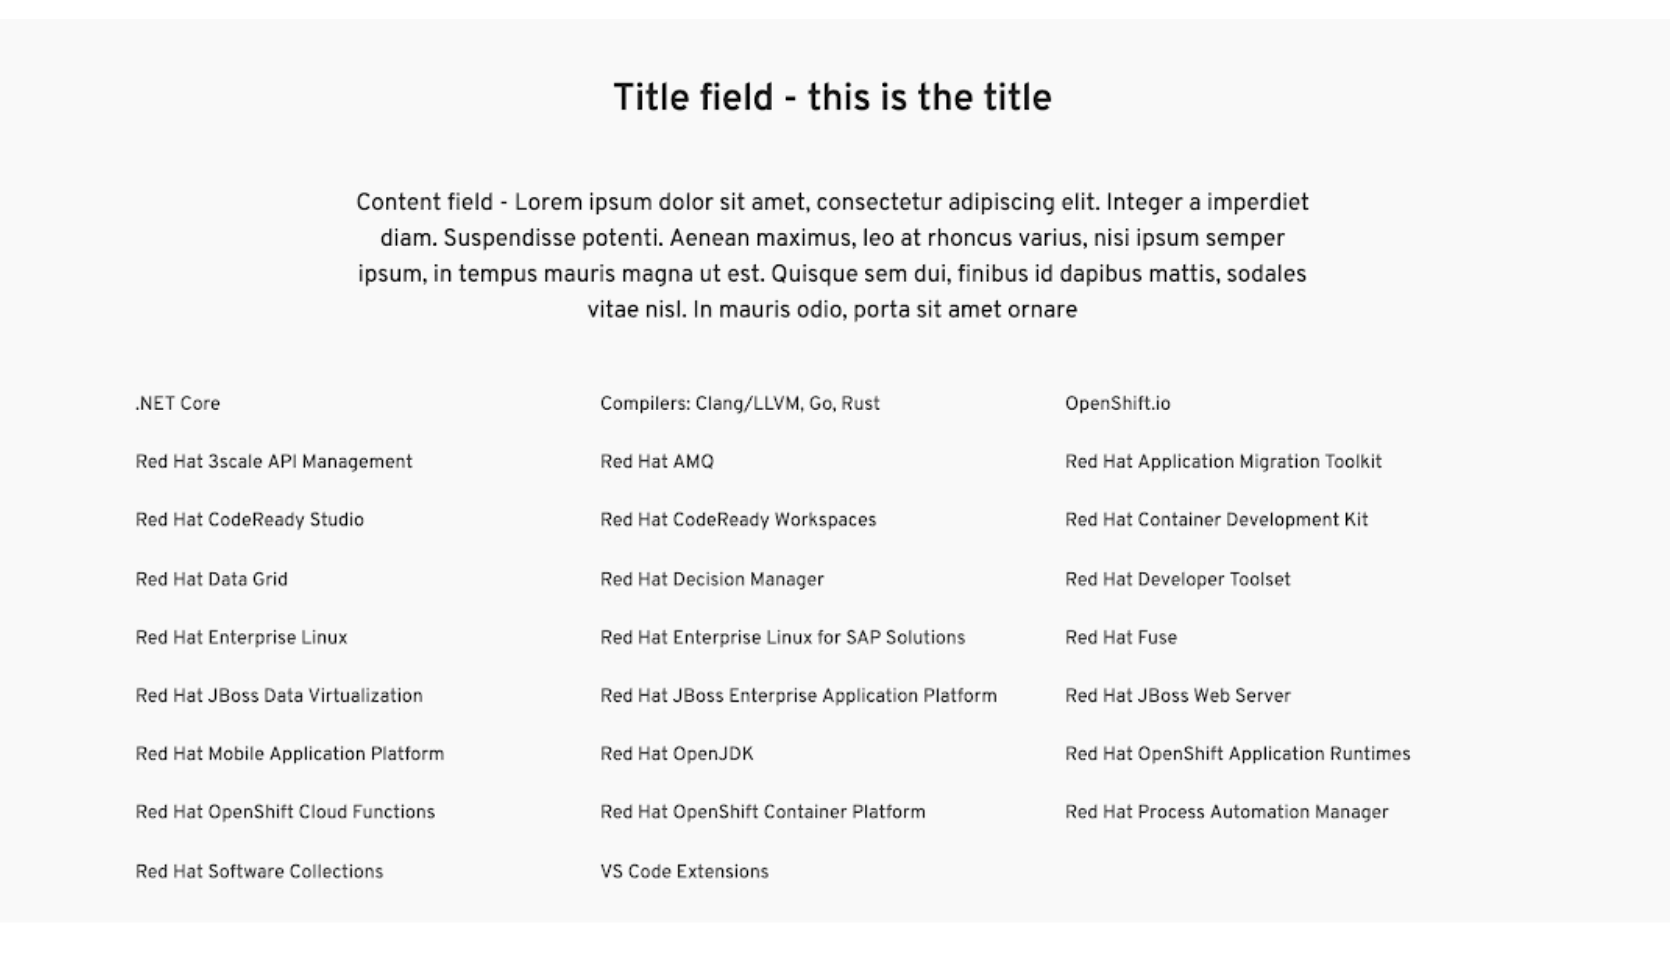 Title field - this is the title
Content field - Lorem ipsum dolor sit amet, consectetur adipiscing elit. Integer a imperdiet
diam. Suspendisse potenti. Aenean maximus, leo at rhoncus varius, nisi ipsum semper
ipsum, in tempus mauris magna ut est. Quisque sem dui, finibus id dapibus mattis, sodales
vitae nisl. In mauris odio, porta sit amet ornare
.NET Core
Compilers: Clang/LLVM, Go, Rust
OpenShift.io
Red Hat 3scale API Management
Red Hat AMQ
Red Hat Application Migration Toolkit
Red Hat CodeReady Studio
Red Hat CodeReady Workspaces
Red Hat Container Development Kit
Red Hat Data Grid
Red Hat Decision Manager
Red Hat Developer Toolset
Red Hat Enterprise Linux
Red Hat Enterprise Linux for SAP Solutions
Red Hat Fuse
Red Hat JBoss Data Virtualization
Red Hat JBoss Enterprise Application Platform
Red Hat JBoss Web Server
Red Hat Mobile Application Platform
Red Hat OpenJDK
Red Hat OpenShift Application Runtimes
Red Hat OpenShift Cloud Functions
Red Hat OpenShift Container Platform
Red Hat Process Automation Manager
Red Hat Software Collections
VS Code Extensions